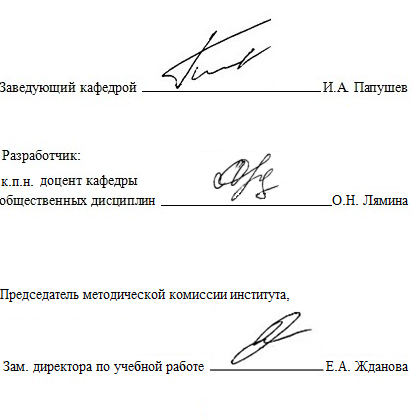 Заведующий кафедрой И.А. Папушев
Разработчик:
к.п.н. доцент кафедры
общественных дисциплин О.Н. Лямина
Председатель методической комиссии института,
Зам. директора по учебной работе Е.А. Жданова